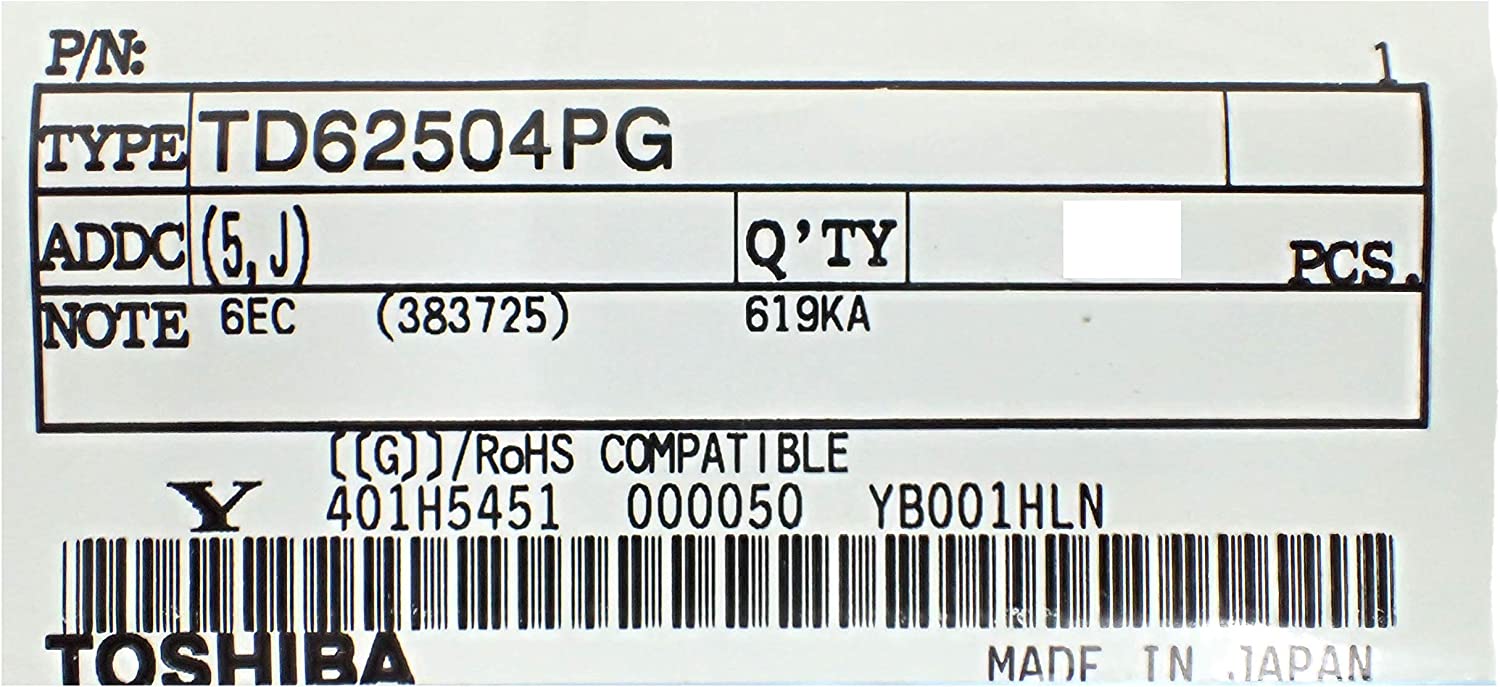 P/N:
1
TYPE TD62504PG
ADDC (5,J) Q'TY PCS.
NOTE 6EC (383725) 619KA
[[G]]/RoHS COMPATIBLE
Y 401H5451 000050 YB001HLN
TOSHIBA MADE IN JAPAN